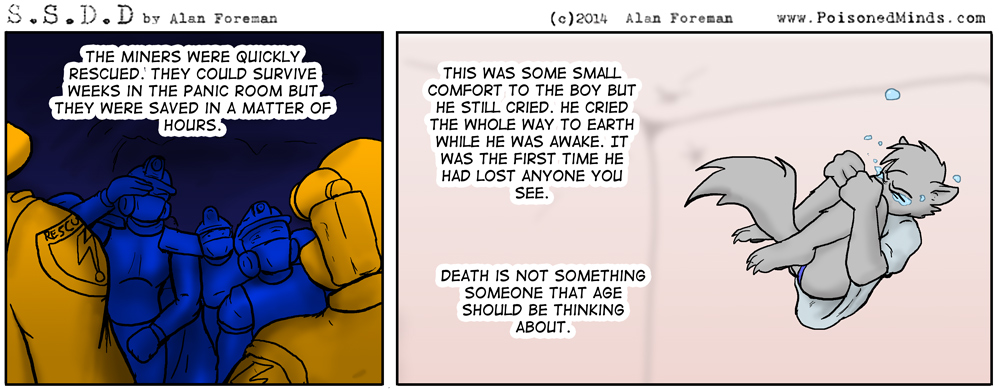 S.S.D.D by Alan Foreman (c)2014 Alan Foreman www.PoisonedMinds.com
THE MINERS WERE QUICKLY
RESCUED. THEY COULD SURVIVE
WEEKS IN THE PANIC ROOM BUT
THEY WERE SAVED IN A MATTER OF
HOURS.
RESCU
THIS WAS SOME SMALL
COMFORT TO THE BOY BUT
HE STILL CRIED. HE CRIED
THE WHOLE WAY TO EARTH
WHILE HE WAS AWAKE. IT
WAS THE FIRST TIME HE
HAD LOST ANYONE YOU
SEE.
DEATH IS NOT SOMETHING
SOMEONE THAT AGE
SHOULD BE THINKING
ABOUT.